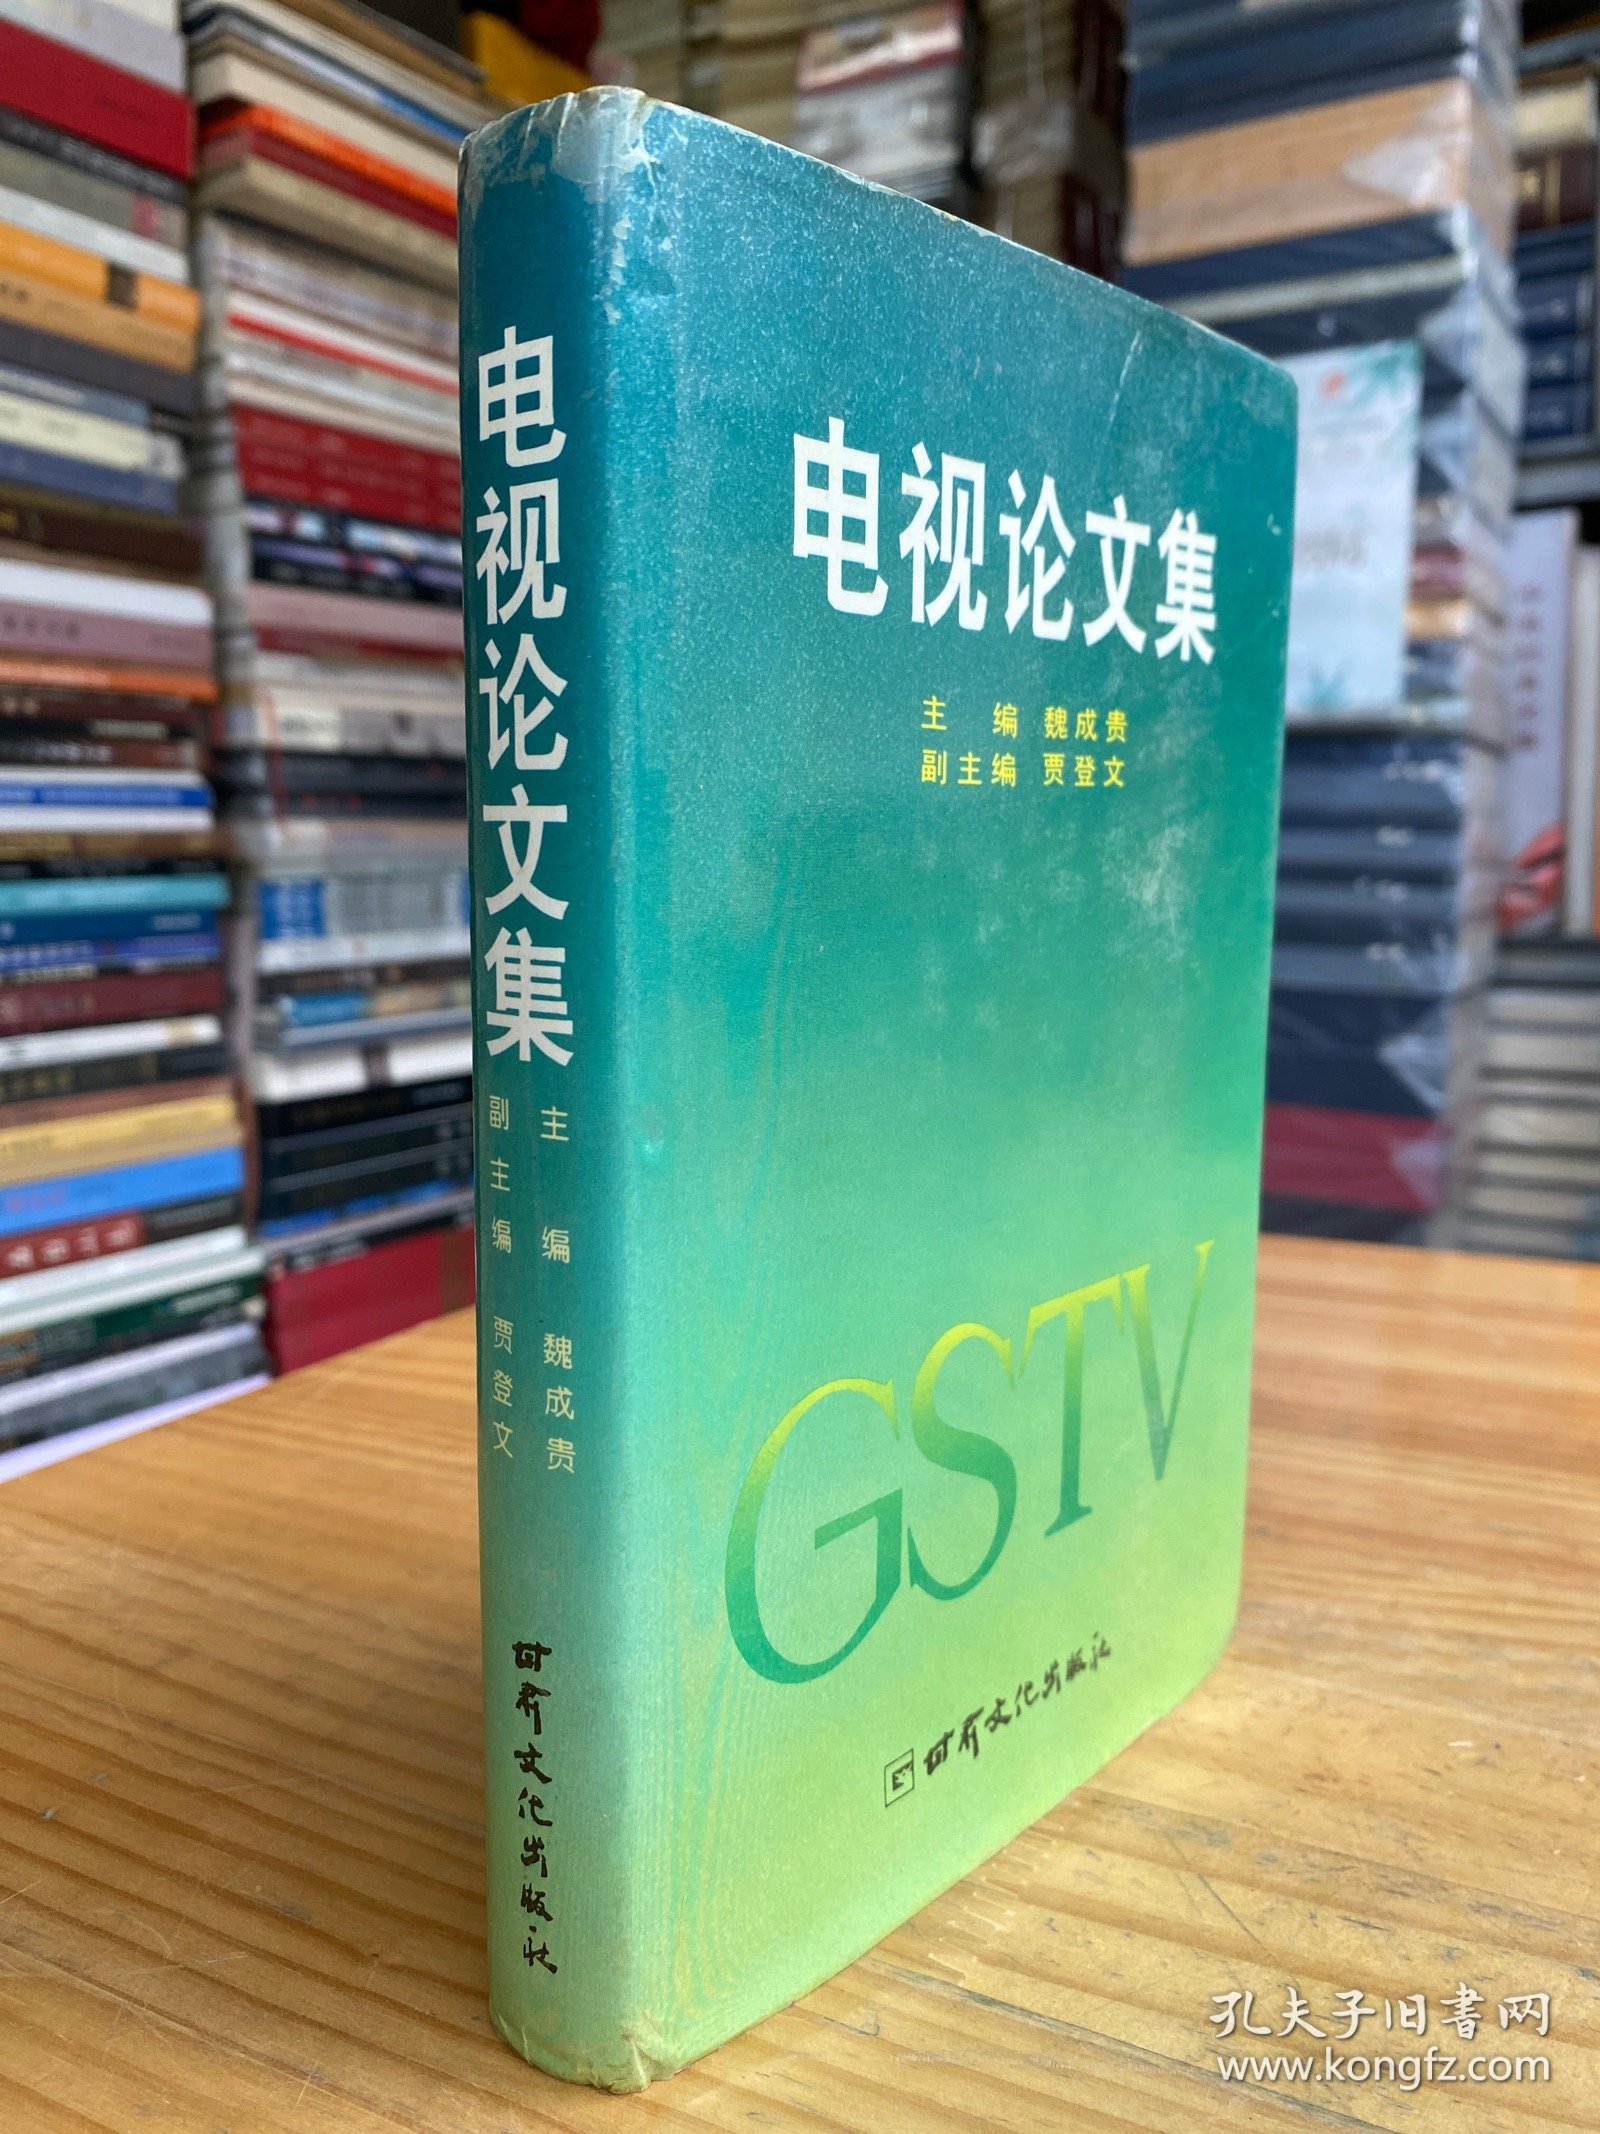 电视论文集
主 编 魏成贵
副主编 贾登文
GSTV
甘肃文化出版社
电视论文集
主 编 魏成贵
副主编 贾登文
甘肃文化出版社
孔夫子旧書网
www.kongfz.com